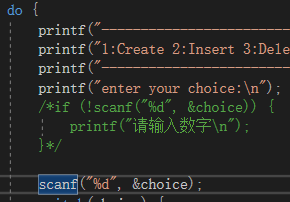 do {
printf("--------------------------
printf("1:Create 2:Insert 3:Dele
printf("--------------------------
printf("enter your choice:\n");
/*if (!scanf("%d", &choice)) {
printf("请输入数字\n");
}*/
scanf("%d", &choice);